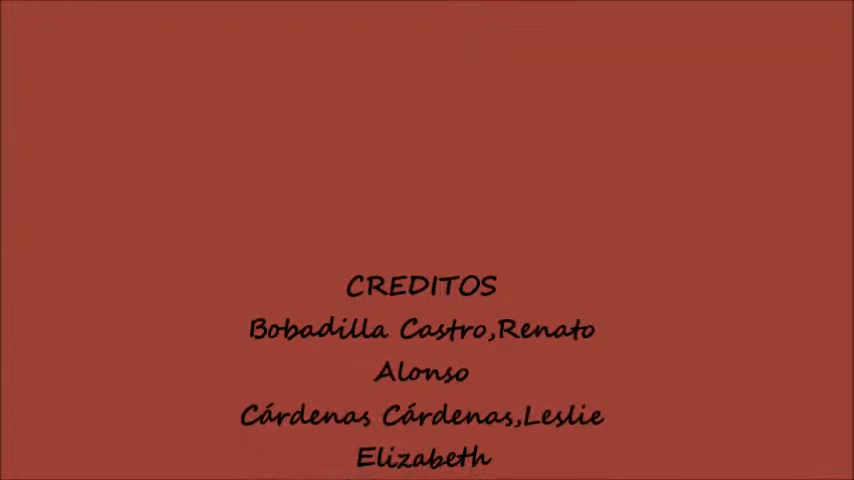 CREDITOS
Bobadilla Castro,Renato
Alonso
Cárdenas Cárdenas,Leslie
Elizabeth